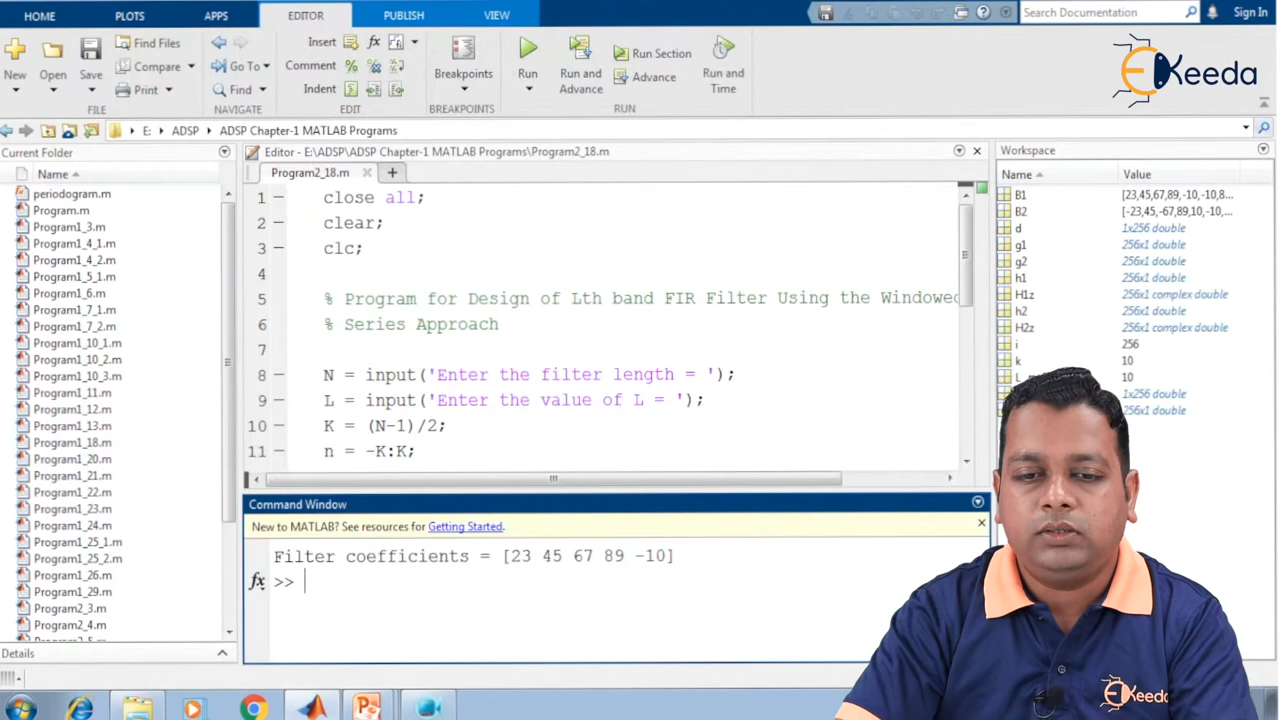 HOME PLOTS APPS EDITOR PUBLISH VIEW Search Documentation Sign In
New Open Save Find Files Compare Print FILE
Go To Find NAVIGATE
Insert fx Comment Indent EDIT
Breakpoints BREAKPOINTS
Run Run and Advance Run Section Advance Run and Time RUN
EKeeda
E: ADSP ADSP Chapter-1 MATLAB Programs
Current Folder
Name
periodogram.m
Program.m
Program1_3.m
Program1_4_1.m
Program1_4_2.m
Program1_5_1.m
Program1_6.m
Program1_7_1.m
Program1_7_2.m
Program1_10_1.m
Program1_10_2.m
Program1_10_3.m
Program1_11.m
Program1_12.m
Program1_13.m
Program1_18.m
Program1_20.m
Program1_21.m
Program1_22.m
Program1_23.m
Program1_24.m
Program1_25_1.m
Program1_25_2.m
Program1_26.m
Program1_29.m
Program2_3.m
Program2_4.m
Program2_5.m
Details
Editor - E:\ADSP\ADSP Chapter-1 MATLAB Programs\Program2_18.m
Program2_18.m
1 close all;
2 clear;
3 clc;
4
5 % Program for Design of Lth band FIR Filter Using the Windowed
6 % Series Approach
7
8 N = input('Enter the filter length = ');
9 L = input('Enter the value of L = ');
10 K = (N-1)/2;
11 n = -K:K;
Command Window
New to MATLAB? See resources for Getting Started.
Filter coefficients = [23 45 67 89 -10]
fx >>
Workspace
Name Value
B1 [23,45,67,89,-10,-10,8...
B2 [-23,45,-67,89,10,-10,...
d 1x256 double
g1 256x1 double
g2 256x1 double
h1 256x1 double
H1z 256x1 complex double
h2 256x1 double
H2z 256x1 complex double
i 256
k 10
10
1x256 double
256x1 double
EKeeda